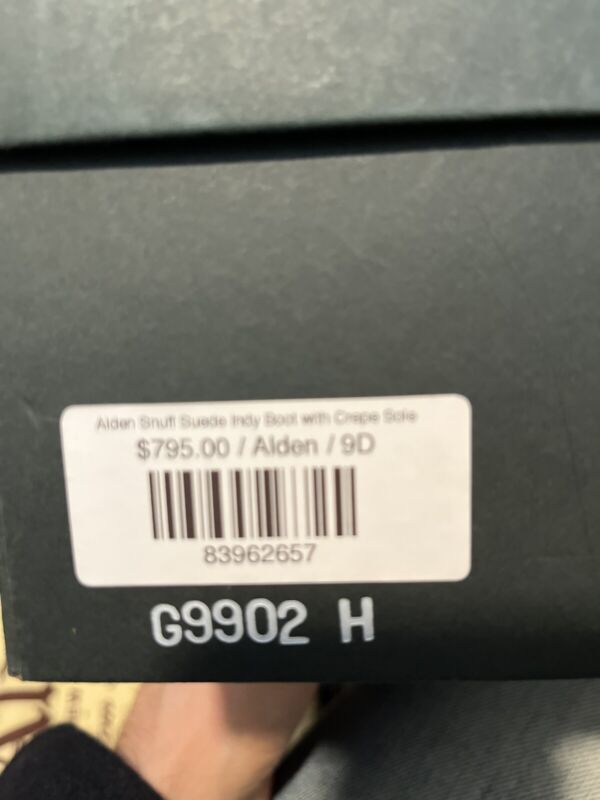 Alden Snuff Suede Indy Boot with Crepe Sole
$795.00 / Alden / 9D
83962657
G9902 H